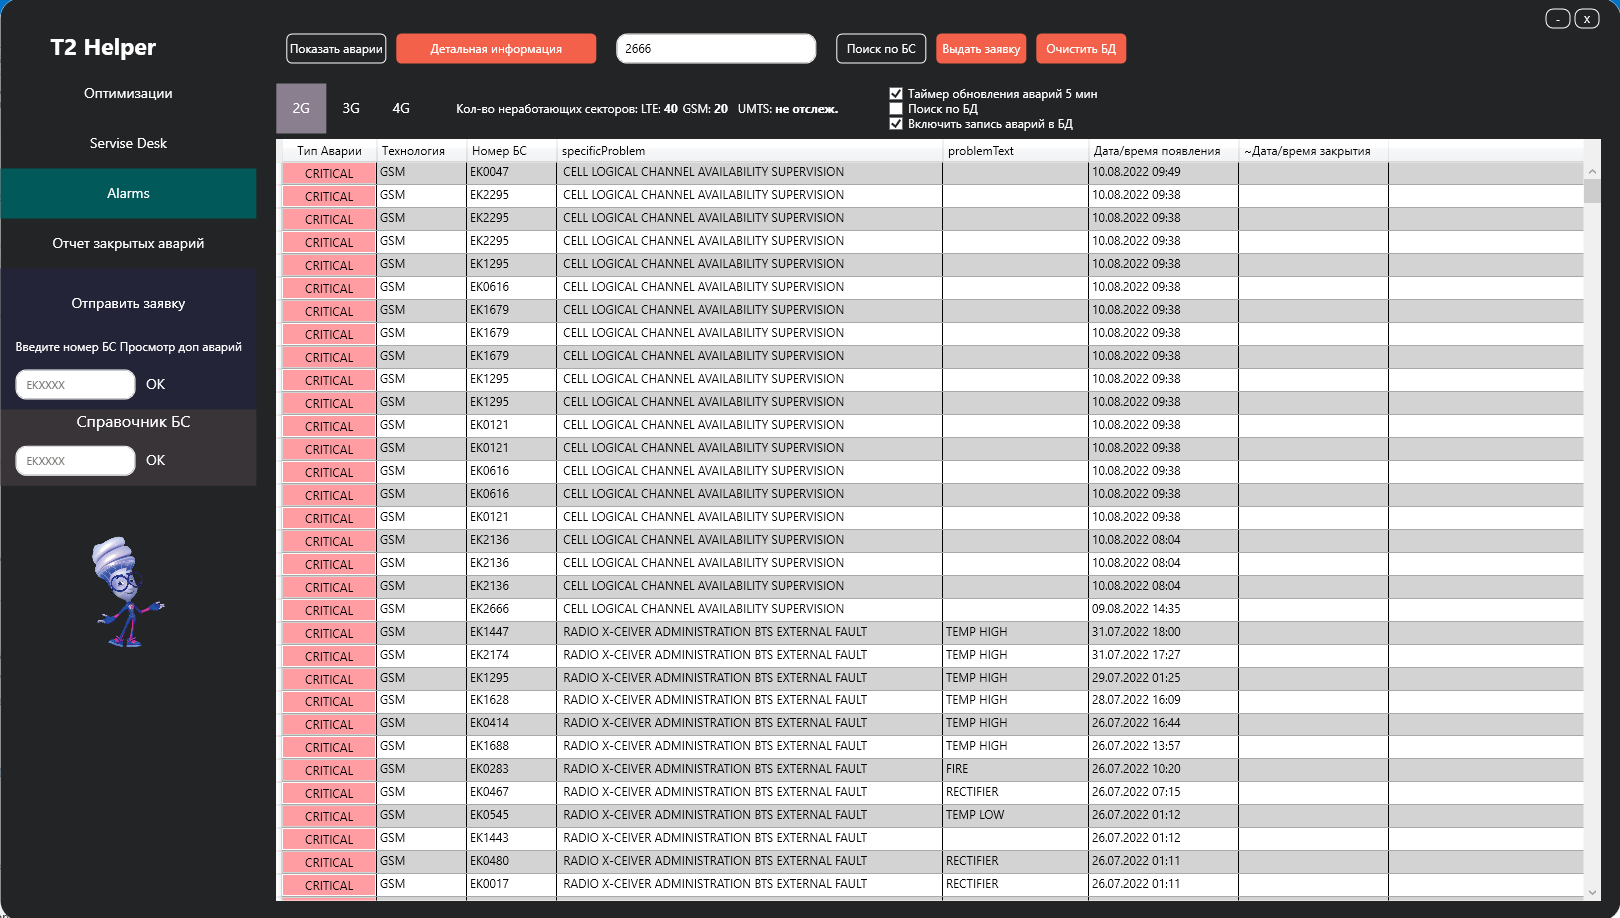 - x
T2 Helper
Показать аварии Детальная информация 2666 Поиск по БС Выдать заявку Очистить БД
Оптимизации
Servise Desk
Alarms
Отчет закрытых аварий
Отправить заявку
Введите номер БС Просмотр доп аварий
EKXXXX OK
Справочник БС
EKXXXX OK
2G 3G 4G Кол-во неработающих секторов: LTE: 40 GSM: 20 UMTS: не отслеж.
Таймер обновления аварий 5 мин
Поиск по БД
Включить запись аварий в БД
Тип Аварии Технология Номер БС specificProblem problemText Дата/время появления ~Дата/время закрытия
CRITICAL GSM EK0047 CELL LOGICAL CHANNEL AVAILABILITY SUPERVISION 10.08.2022 09:49
CRITICAL GSM EK2295 CELL LOGICAL CHANNEL AVAILABILITY SUPERVISION 10.08.2022 09:38
CRITICAL GSM EK2295 CELL LOGICAL CHANNEL AVAILABILITY SUPERVISION 10.08.2022 09:38
CRITICAL GSM EK2295 CELL LOGICAL CHANNEL AVAILABILITY SUPERVISION 10.08.2022 09:38
CRITICAL GSM EK1295 CELL LOGICAL CHANNEL AVAILABILITY SUPERVISION 10.08.2022 09:38
CRITICAL GSM EK0616 CELL LOGICAL CHANNEL AVAILABILITY SUPERVISION 10.08.2022 09:38
CRITICAL GSM EK1679 CELL LOGICAL CHANNEL AVAILABILITY SUPERVISION 10.08.2022 09:38
CRITICAL GSM EK1679 CELL LOGICAL CHANNEL AVAILABILITY SUPERVISION 10.08.2022 09:38
CRITICAL GSM EK1679 CELL LOGICAL CHANNEL AVAILABILITY SUPERVISION 10.08.2022 09:38
CRITICAL GSM EK1295 CELL LOGICAL CHANNEL AVAILABILITY SUPERVISION 10.08.2022 09:38
CRITICAL GSM EK1295 CELL LOGICAL CHANNEL AVAILABILITY SUPERVISION 10.08.2022 09:38
CRITICAL GSM EK0121 CELL LOGICAL CHANNEL AVAILABILITY SUPERVISION 10.08.2022 09:38
CRITICAL GSM EK0121 CELL LOGICAL CHANNEL AVAILABILITY SUPERVISION 10.08.2022 09:38
CRITICAL GSM EK0616 CELL LOGICAL CHANNEL AVAILABILITY SUPERVISION 10.08.2022 09:38
CRITICAL GSM EK0616 CELL LOGICAL CHANNEL AVAILABILITY SUPERVISION 10.08.2022 09:38
CRITICAL GSM EK0121 CELL LOGICAL CHANNEL AVAILABILITY SUPERVISION 10.08.2022 09:38
CRITICAL GSM EK2136 CELL LOGICAL CHANNEL AVAILABILITY SUPERVISION 10.08.2022 08:04
CRITICAL GSM EK2136 CELL LOGICAL CHANNEL AVAILABILITY SUPERVISION 10.08.2022 08:04
CRITICAL GSM EK2136 CELL LOGICAL CHANNEL AVAILABILITY SUPERVISION 10.08.2022 08:04
CRITICAL GSM EK2666 CELL LOGICAL CHANNEL AVAILABILITY SUPERVISION 09.08.2022 14:35
CRITICAL GSM EK1447 RADIO X-CEIVER ADMINISTRATION BTS EXTERNAL FAULT TEMP HIGH 31.07.2022 18:00
CRITICAL GSM EK2174 RADIO X-CEIVER ADMINISTRATION BTS EXTERNAL FAULT TEMP HIGH 31.07.2022 17:27
CRITICAL GSM EK1295 RADIO X-CEIVER ADMINISTRATION BTS EXTERNAL FAULT TEMP HIGH 29.07.2022 01:25
CRITICAL GSM EK1628 RADIO X-CEIVER ADMINISTRATION BTS EXTERNAL FAULT TEMP HIGH 28.07.2022 16:09
CRITICAL GSM EK0414 RADIO X-CEIVER ADMINISTRATION BTS EXTERNAL FAULT TEMP HIGH 26.07.2022 16:44
CRITICAL GSM EK1688 RADIO X-CEIVER ADMINISTRATION BTS EXTERNAL FAULT TEMP HIGH 26.07.2022 13:57
CRITICAL GSM EK0283 RADIO X-CEIVER ADMINISTRATION BTS EXTERNAL FAULT FIRE 26.07.2022 10:20
CRITICAL GSM EK0467 RADIO X-CEIVER ADMINISTRATION BTS EXTERNAL FAULT RECTIFIER 26.07.2022 07:15
CRITICAL GSM EK0545 RADIO X-CEIVER ADMINISTRATION BTS EXTERNAL FAULT TEMP LOW 26.07.2022 01:12
CRITICAL GSM EK1443 RADIO X-CEIVER ADMINISTRATION BTS EXTERNAL FAULT 26.07.2022 01:12
CRITICAL GSM EK0480 RADIO X-CEIVER ADMINISTRATION BTS EXTERNAL FAULT RECTIFIER 26.07.2022 01:11
CRITICAL GSM EK0017 RADIO X-CEIVER ADMINISTRATION BTS EXTERNAL FAULT RECTIFIER 26.07.2022 01:11